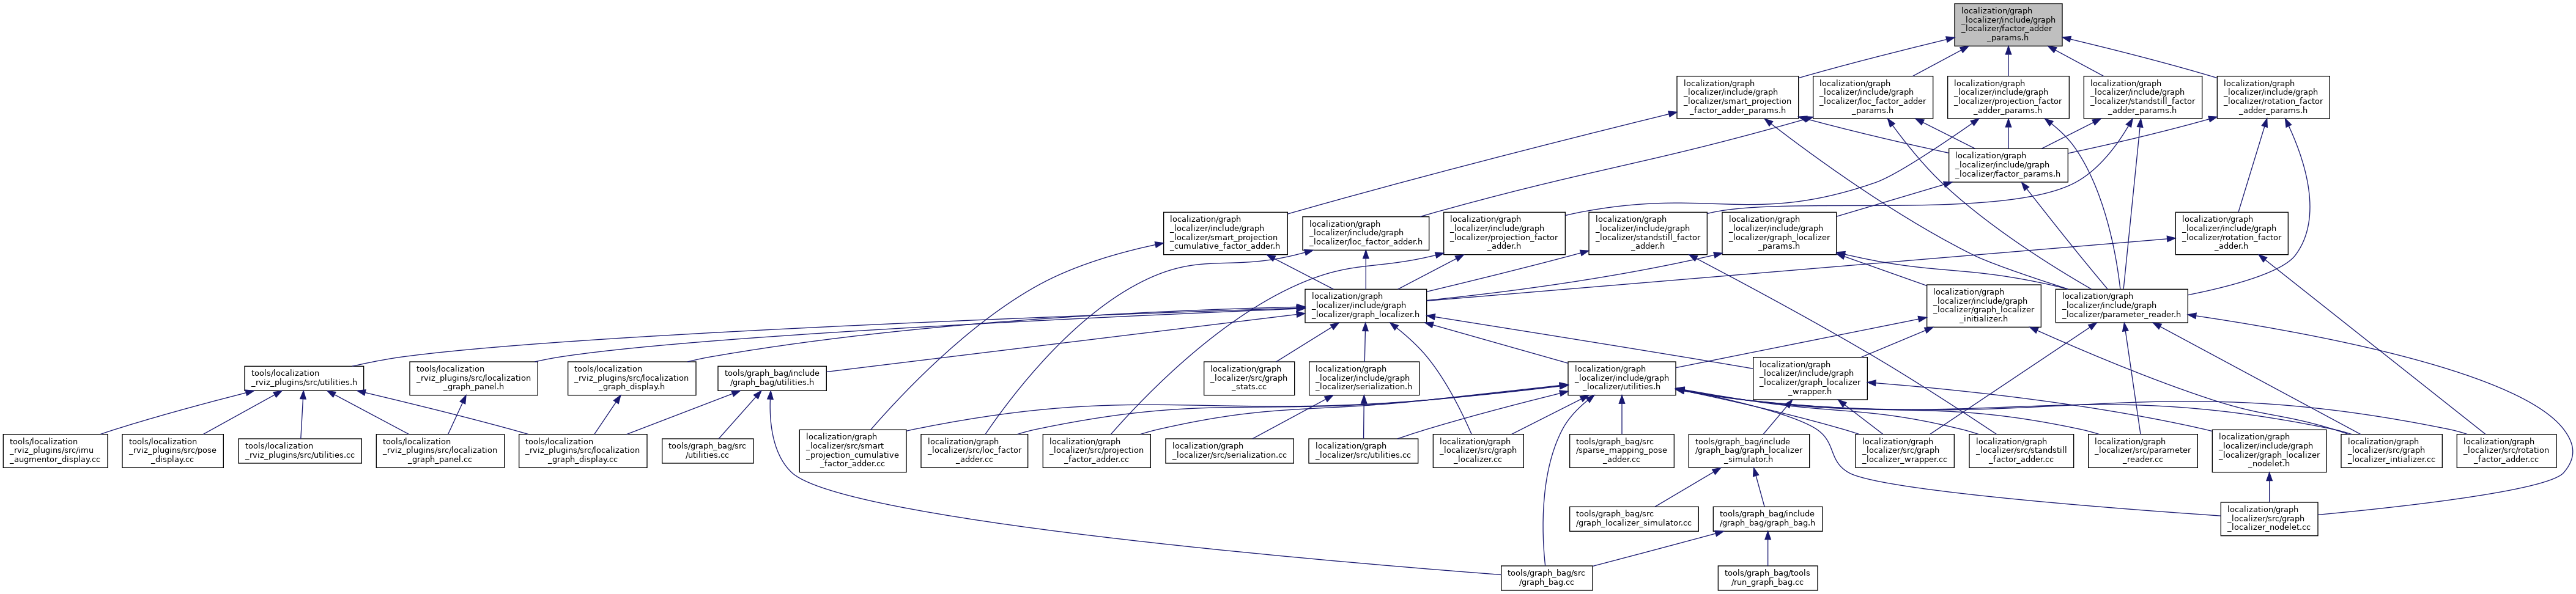 localization/graph
_localizer/include/graph
_localizer/factor_adder
_params.h
localization/graph
_localizer/include/graph
_localizer/smart_projection
_factor_adder_params.h
localization/graph
_localizer/include/graph
_localizer/loc_factor_adder
_params.h
localization/graph
_localizer/include/graph
_localizer/projection_factor
_adder_params.h
localization/graph
_localizer/include/graph
_localizer/standstill_factor
_adder_params.h
localization/graph
_localizer/include/graph
_localizer/rotation_factor
_adder_params.h
localization/graph
_localizer/include/graph
_localizer/factor_params.h
localization/graph
_localizer/include/graph
_localizer/smart_projection
_cumulative_factor_adder.h
localization/graph
_localizer/include/graph
_localizer/loc_factor_adder.h
localization/graph
_localizer/include/graph
_localizer/projection_factor
_adder.h
localization/graph
_localizer/include/graph
_localizer/standstill_factor
_adder.h
localization/graph
_localizer/include/graph
_localizer/graph_localizer
_params.h
localization/graph
_localizer/include/graph
_localizer/rotation_factor
_adder.h
localization/graph
_localizer/include/graph
_localizer/graph_localizer.h
localization/graph
_localizer/include/graph
_localizer/graph_localizer
_initializer.h
localization/graph
_localizer/include/graph
_localizer/parameter_reader.h
tools/localization
_rviz_plugins/src/utilities.h
tools/localization
_rviz_plugins/src/localization
_graph_panel.h
tools/localization
_rviz_plugins/src/localization
_graph_display.h
tools/graph_bag/include
/graph_bag/utilities.h
localization/graph
_localizer/src/graph
_stats.cc
localization/graph
_localizer/include/graph
_localizer/serialization.h
localization/graph
_localizer/include/graph
_localizer/utilities.h
localization/graph
_localizer/include/graph
_localizer/graph_localizer
_wrapper.h
tools/localization
_rviz_plugins/src/imu
_augmentor_display.cc
tools/localization
_rviz_plugins/src/pose
_display.cc
tools/localization
_rviz_plugins/src/utilities.cc
tools/localization
_rviz_plugins/src/localization
_graph_panel.cc
tools/localization
_rviz_plugins/src/localization
_graph_display.cc
tools/graph_bag/src
/utilities.cc
localization/graph
_localizer/src/smart
_projection_cumulative
_factor_adder.cc
localization/graph
_localizer/src/loc_factor
_adder.cc
localization/graph
_localizer/src/projection
_factor_adder.cc
localization/graph
_localizer/src/serialization.cc
localization/graph
_localizer/src/utilities.cc
localization/graph
_localizer/src/graph
_localizer.cc
tools/graph_bag/src
/sparse_mapping_pose
_adder.cc
tools/graph_bag/include
/graph_bag/graph_localizer
_simulator.h
localization/graph
_localizer/src/graph
_localizer_wrapper.cc
localization/graph
_localizer/src/standstill
_factor_adder.cc
localization/graph
_localizer/src/parameter
_reader.cc
localization/graph
_localizer/include/graph
_localizer/graph_localizer
_nodelet.h
localization/graph
_localizer/src/graph
_localizer_intializer.cc
localization/graph
_localizer/src/rotation
_factor_adder.cc
tools/graph_bag/src
/graph_localizer_simulator.cc
tools/graph_bag/include
/graph_bag/graph_bag.h
localization/graph
_localizer/src/graph
_localizer_nodelet.cc
tools/graph_bag/src
/graph_bag.cc
tools/graph_bag/tools
/run_graph_bag.cc